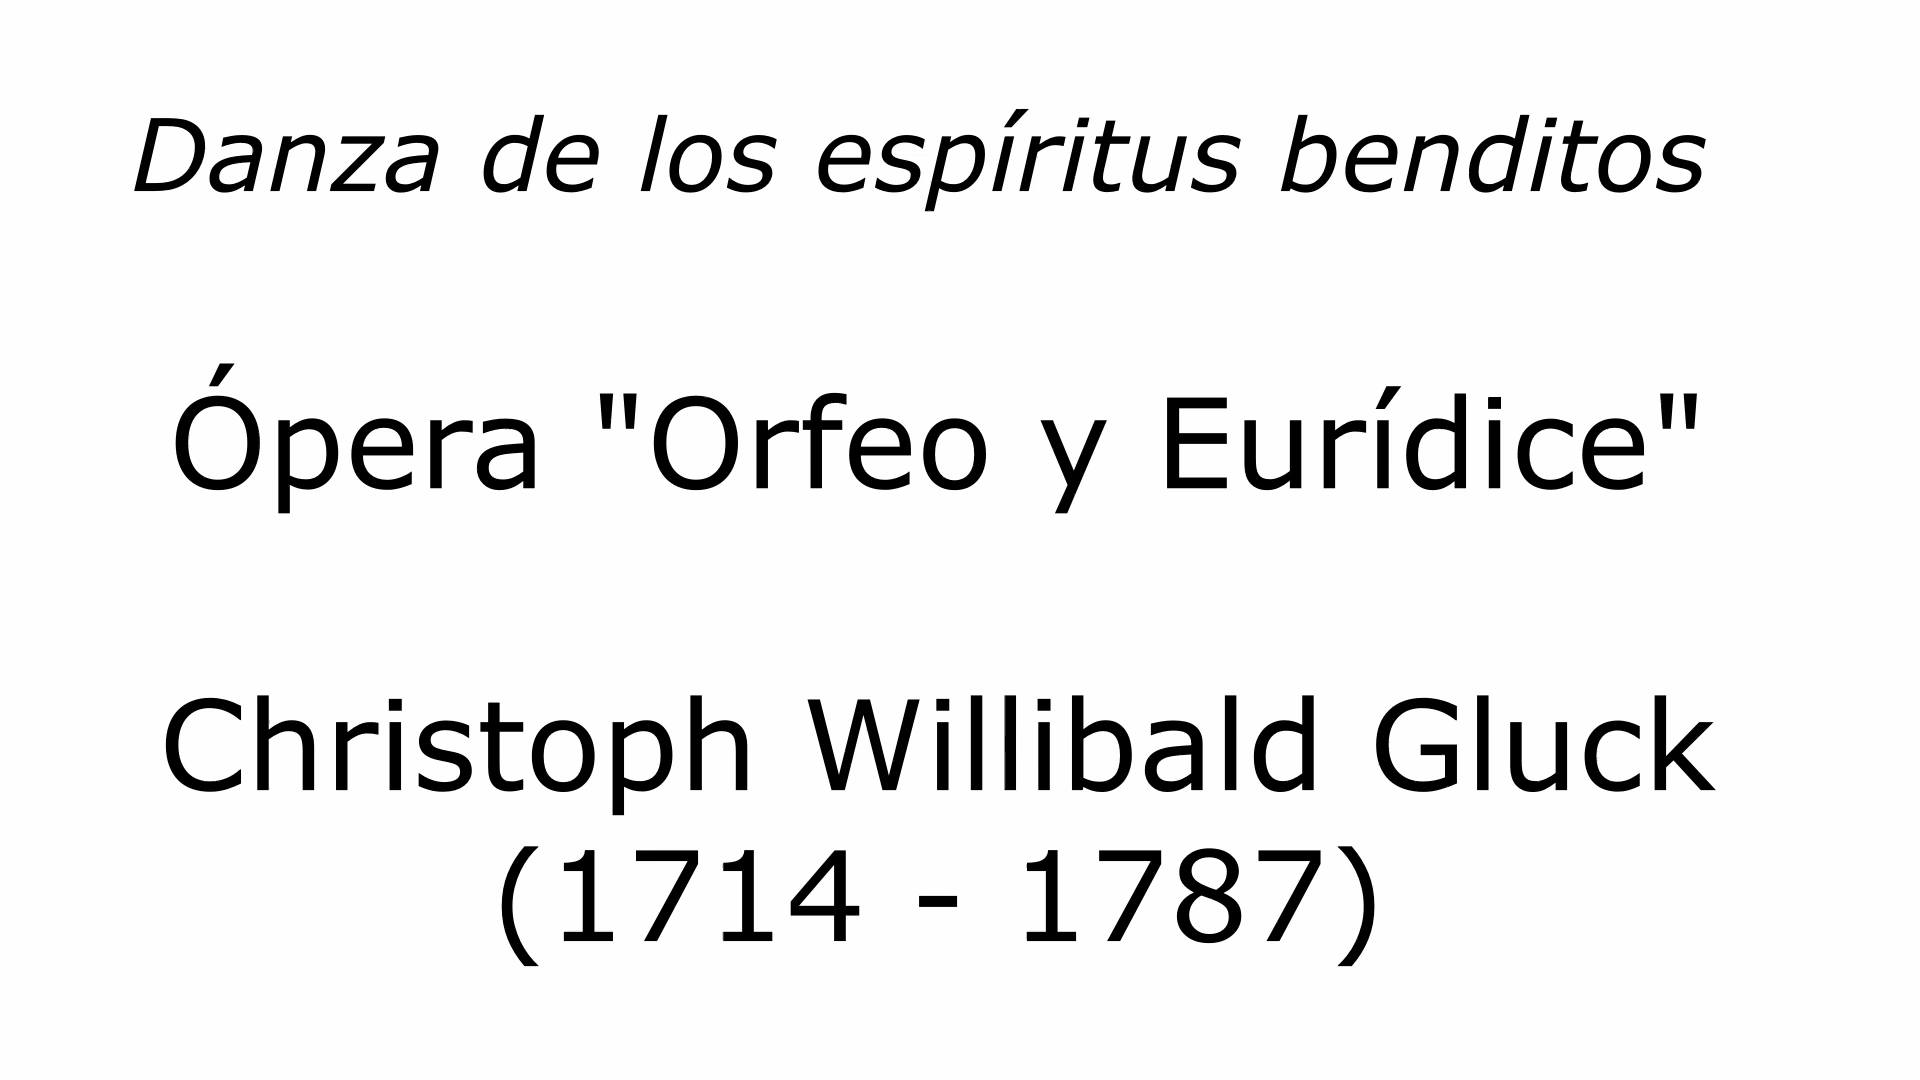 Danza de los espíritus benditos
Ópera "Orfeo y Eurídice"
Christoph Willibald Gluck
(1714 - 1787)